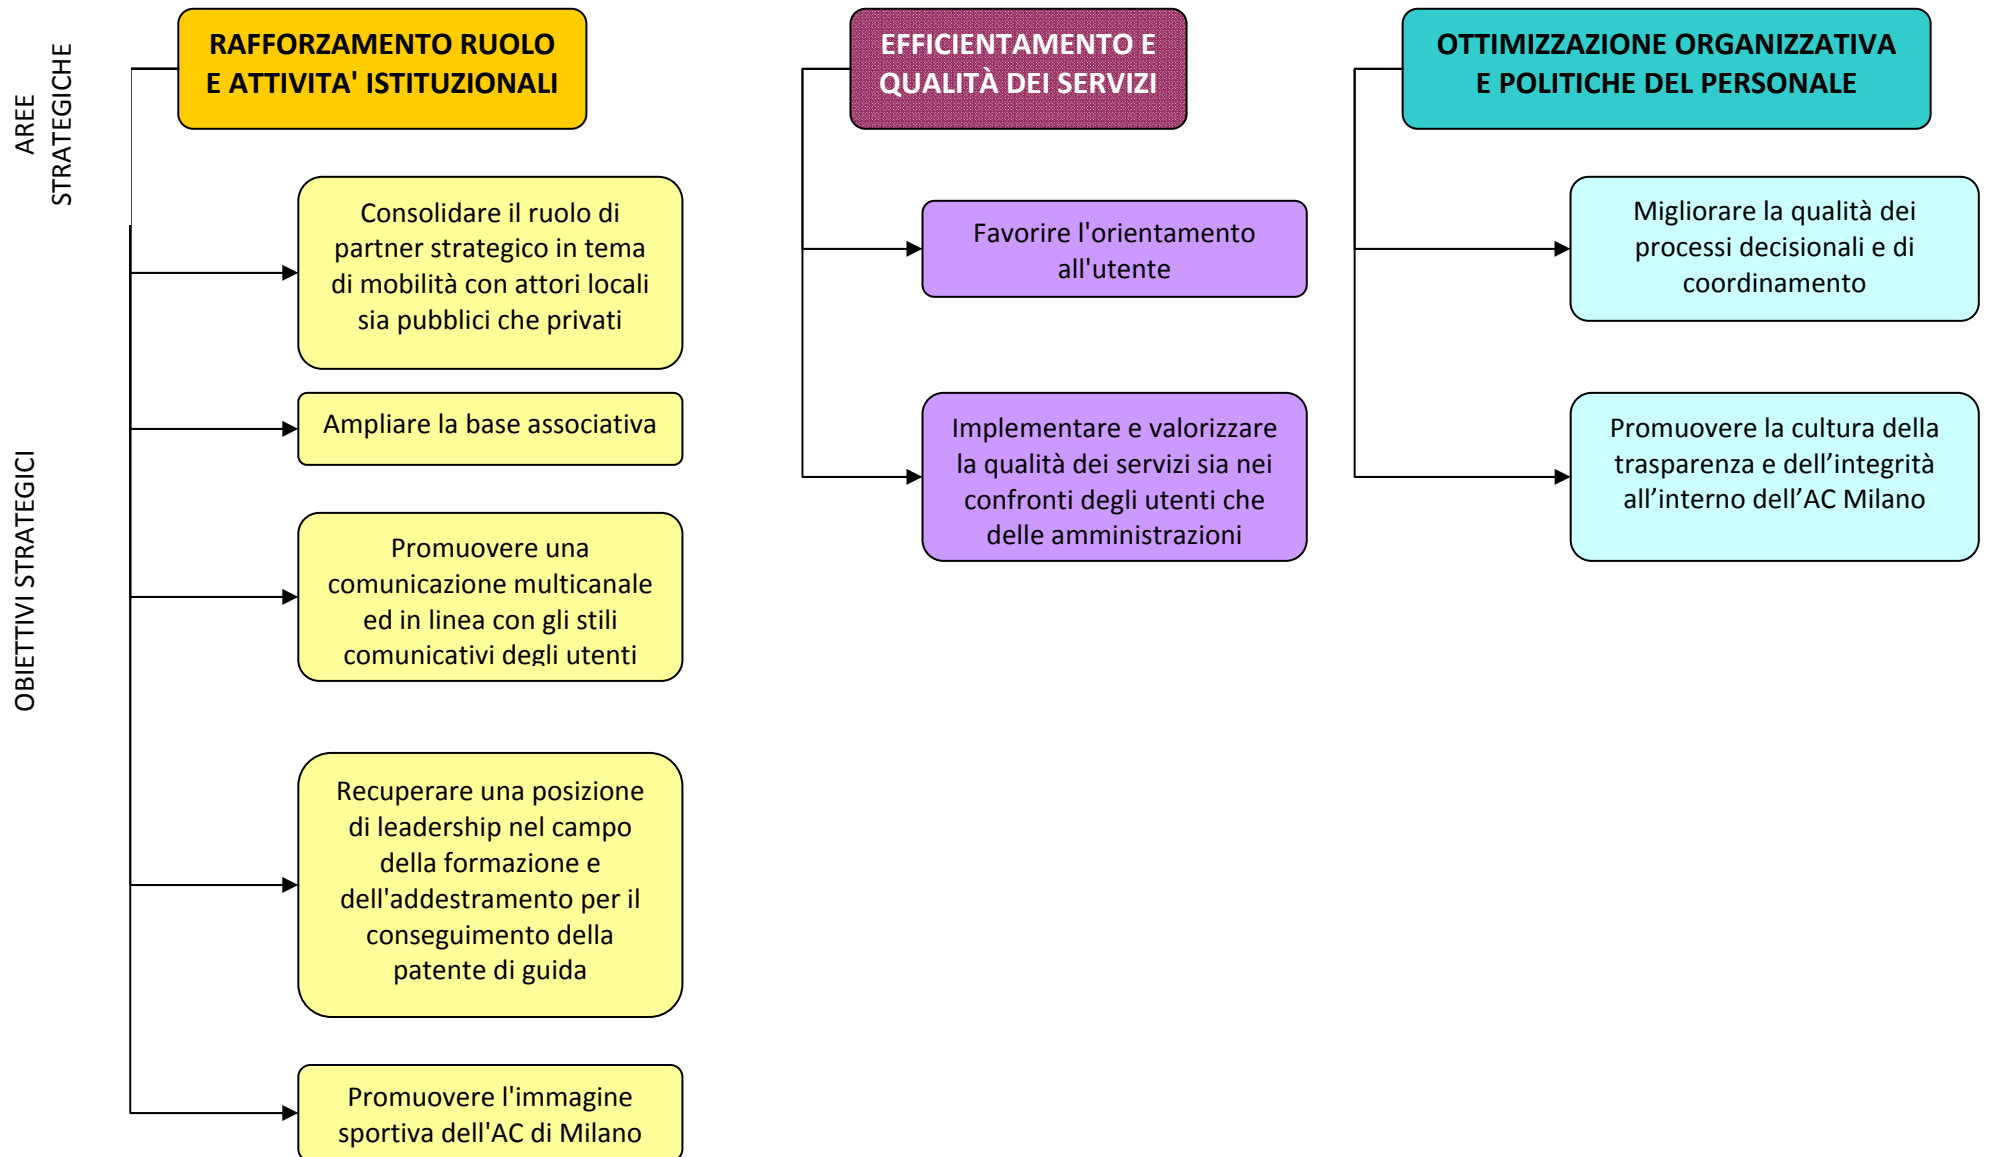 AREE
STRATEGICHE
RAFFORZAMENTO RUOLO
E ATTIVITA' ISTITUZIONALI
EFFICIENTAMENTO E
QUALITÀ DEI SERVIZI
OTTIMIZZAZIONE ORGANIZZATIVA
E POLITICHE DEL PERSONALE
OBIETTIVI STRATEGICI
Consolidare il ruolo di
partner strategico in tema
di mobilità con attori locali
sia pubblici che privati
Ampliare la base associativa
Promuovere una
comunicazione multicanale
ed in linea con gli stili
comunicativi degli utenti
Recuperare una posizione
di leadership nel campo
della formazione e
dell'addestramento per il
conseguimento della
patente di guida
Promuovere l'immagine
sportiva dell'AC di Milano
Favorire l'orientamento
all'utente
Implementare e valorizzare
la qualità dei servizi sia nei
confronti degli utenti che
delle amministrazioni
Migliorare la qualità dei
processi decisionali e di
coordinamento
Promuovere la cultura della
trasparenza e dell’integrità
all’interno dell’AC Milano